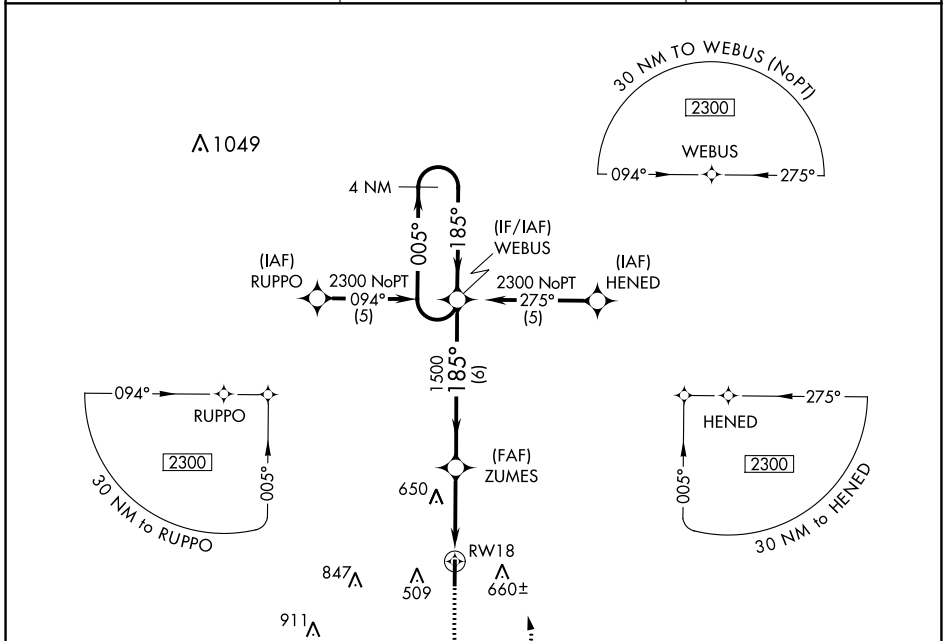 30 NM TO WEBUS (NoPT)
2300
WEBUS
094°
275°
1049
4 NM
005°
185°
(IF/IAF)
WEBUS
(IAF)
RUPPO
2300 NoPT
094°
(5)
2300 NoPT
275°
(5)
(IAF)
HENED
1500
185°
(6)
094°
RUPPO
2300
005°
30 NM to RUPPO
275°
HENED
2300
005°
30 NM to HENED
(FAF)
ZUMES
650
RW18
847
509
660±
911